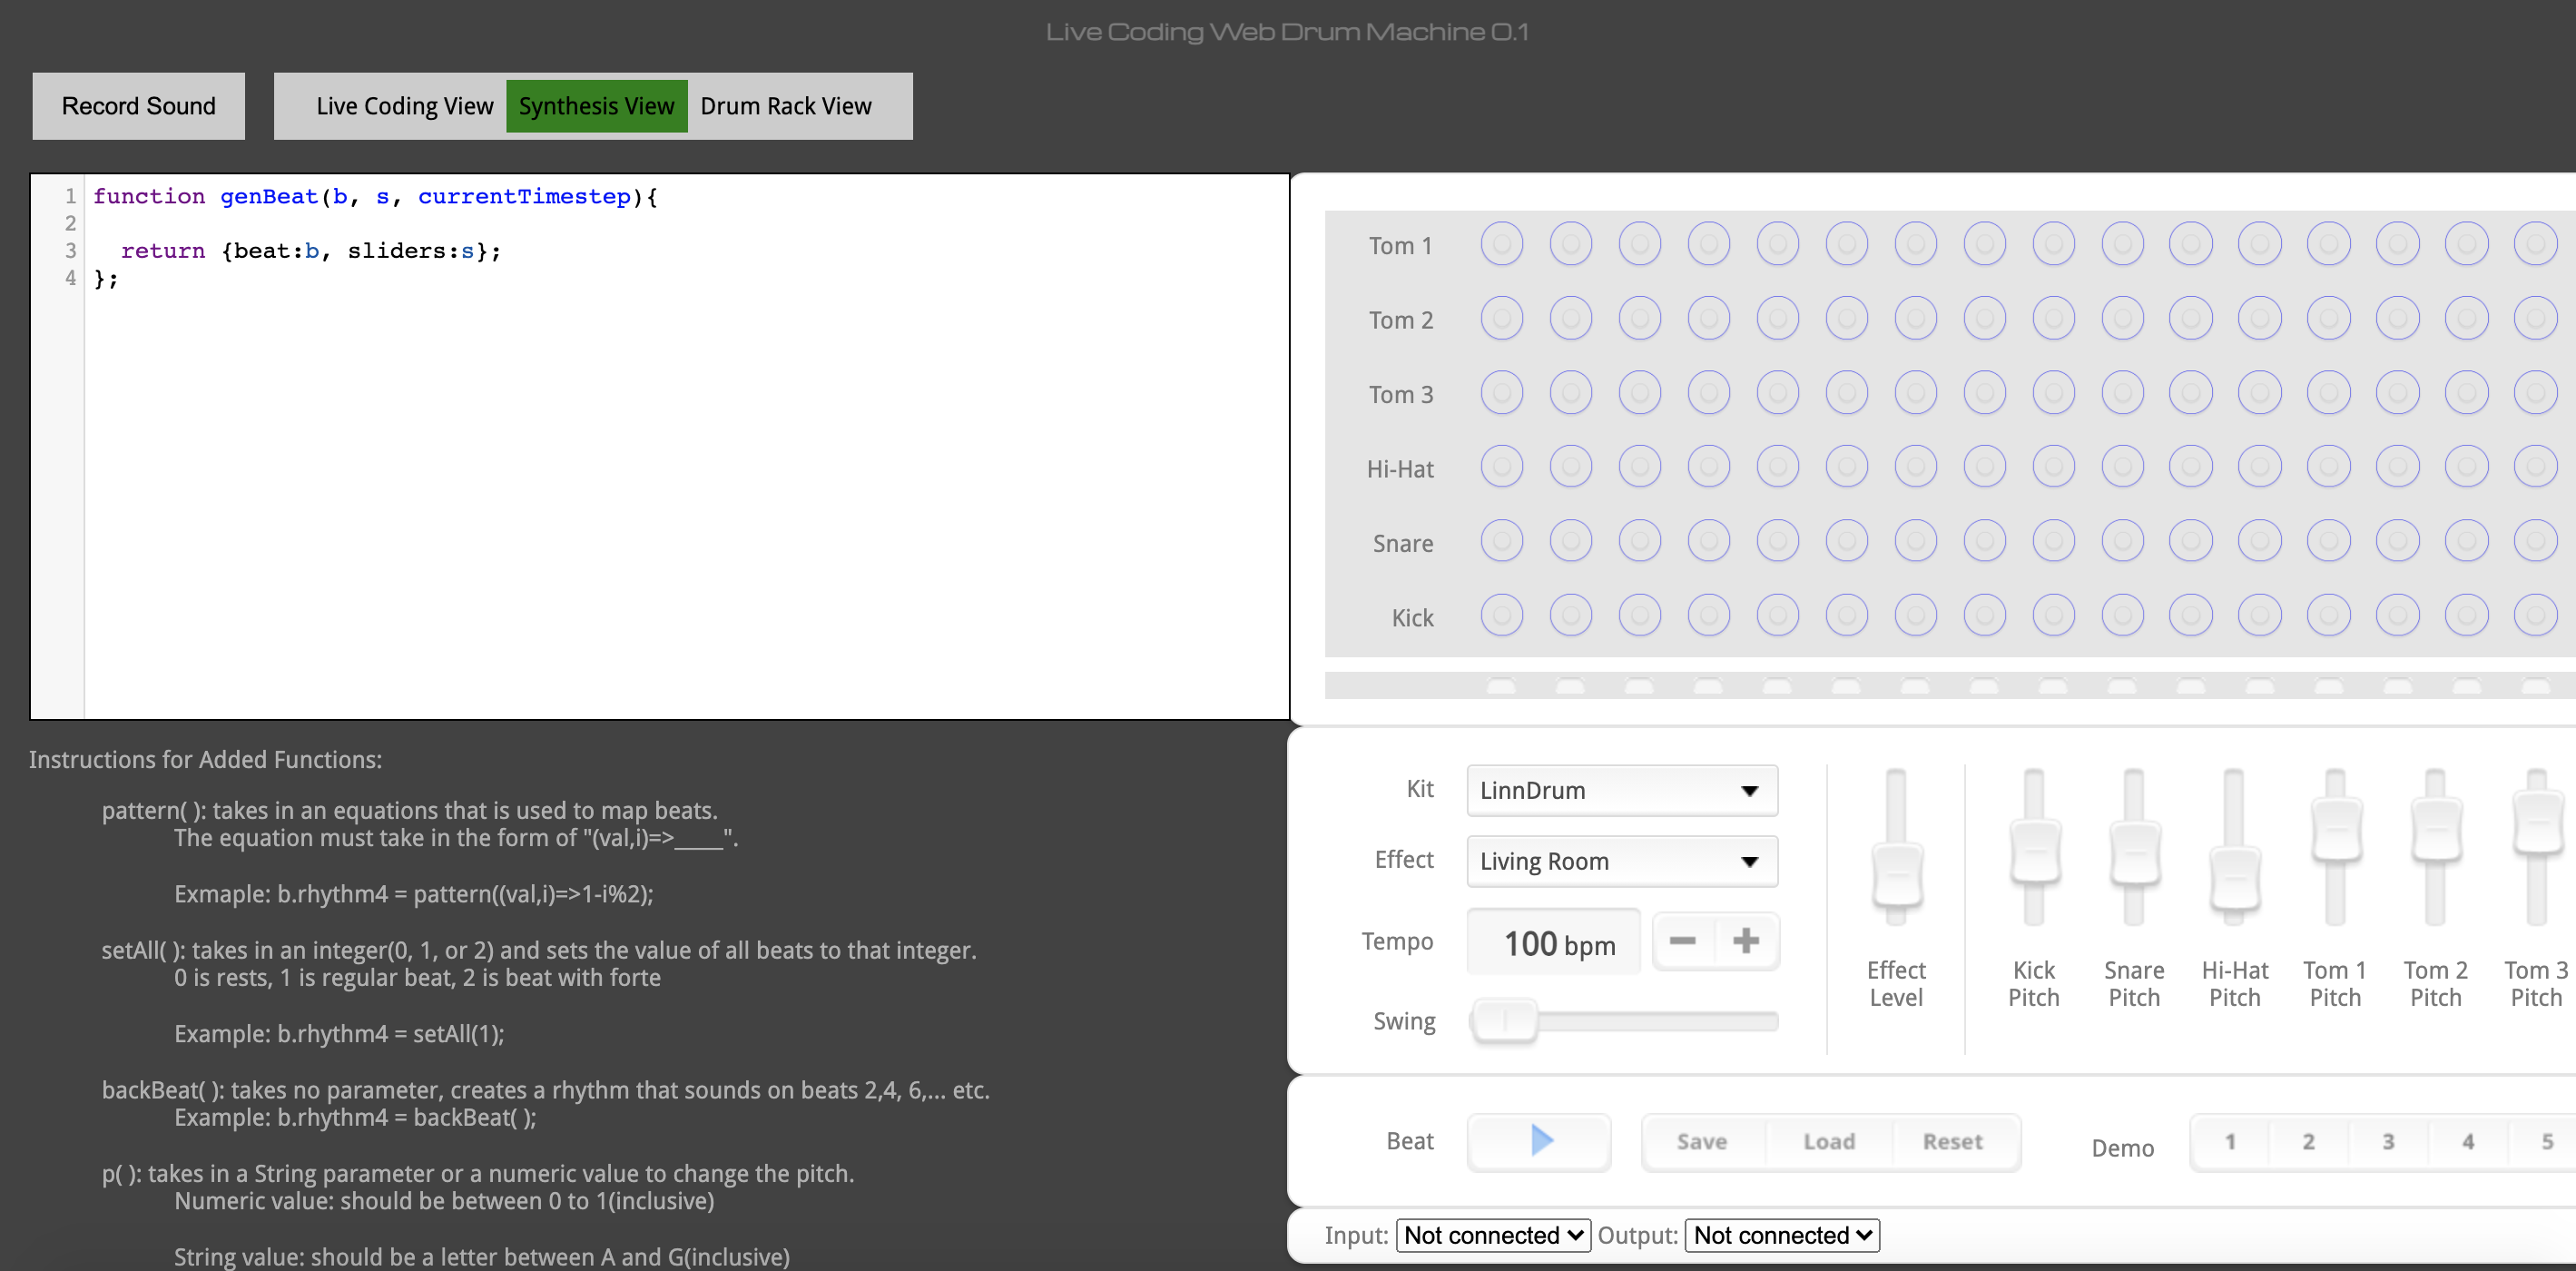 Live Coding Web Drum Machine 0.1
Record Sound
Live Coding View Synthesis View Drum Rack View
1 function genBeat(b, s, currentTimestep){
2
3 return {beat:b, sliders:s};
4 };
Instructions for Added Functions:
pattern( ): takes in an equations that is used to map beats.
The equation must take in the form of "(val,i)=>____".
Exmaple: b.rhythm4 = pattern((val,i)=>1-i%2);
setAll( ): takes in an integer(0, 1, or 2) and sets the value of all beats to that integer.
0 is rests, 1 is regular beat, 2 is beat with forte
Example: b.rhythm4 = setAll(1);
backBeat( ): takes no parameter, creates a rhythm that sounds on beats 2,4, 6,... etc.
Example: b.rhythm4 = backBeat( );
p( ): takes in a String parameter or a numeric value to change the pitch.
Numeric value: should be between 0 to 1(inclusive)
String value: should be a letter between A and G(inclusive)
Tom 1
Tom 2
Tom 3
Hi-Hat
Snare
Kick
Kit LinnDrum
Effect Living Room
Tempo 100 bpm
Swing
Effect Level
Kick Pitch
Snare Pitch
Hi-Hat Pitch
Tom 1 Pitch
Tom 2 Pitch
Tom 3 Pitch
Beat Save Load Reset Demo 1 2 3 4 5
Input: Not connected Output: Not connected